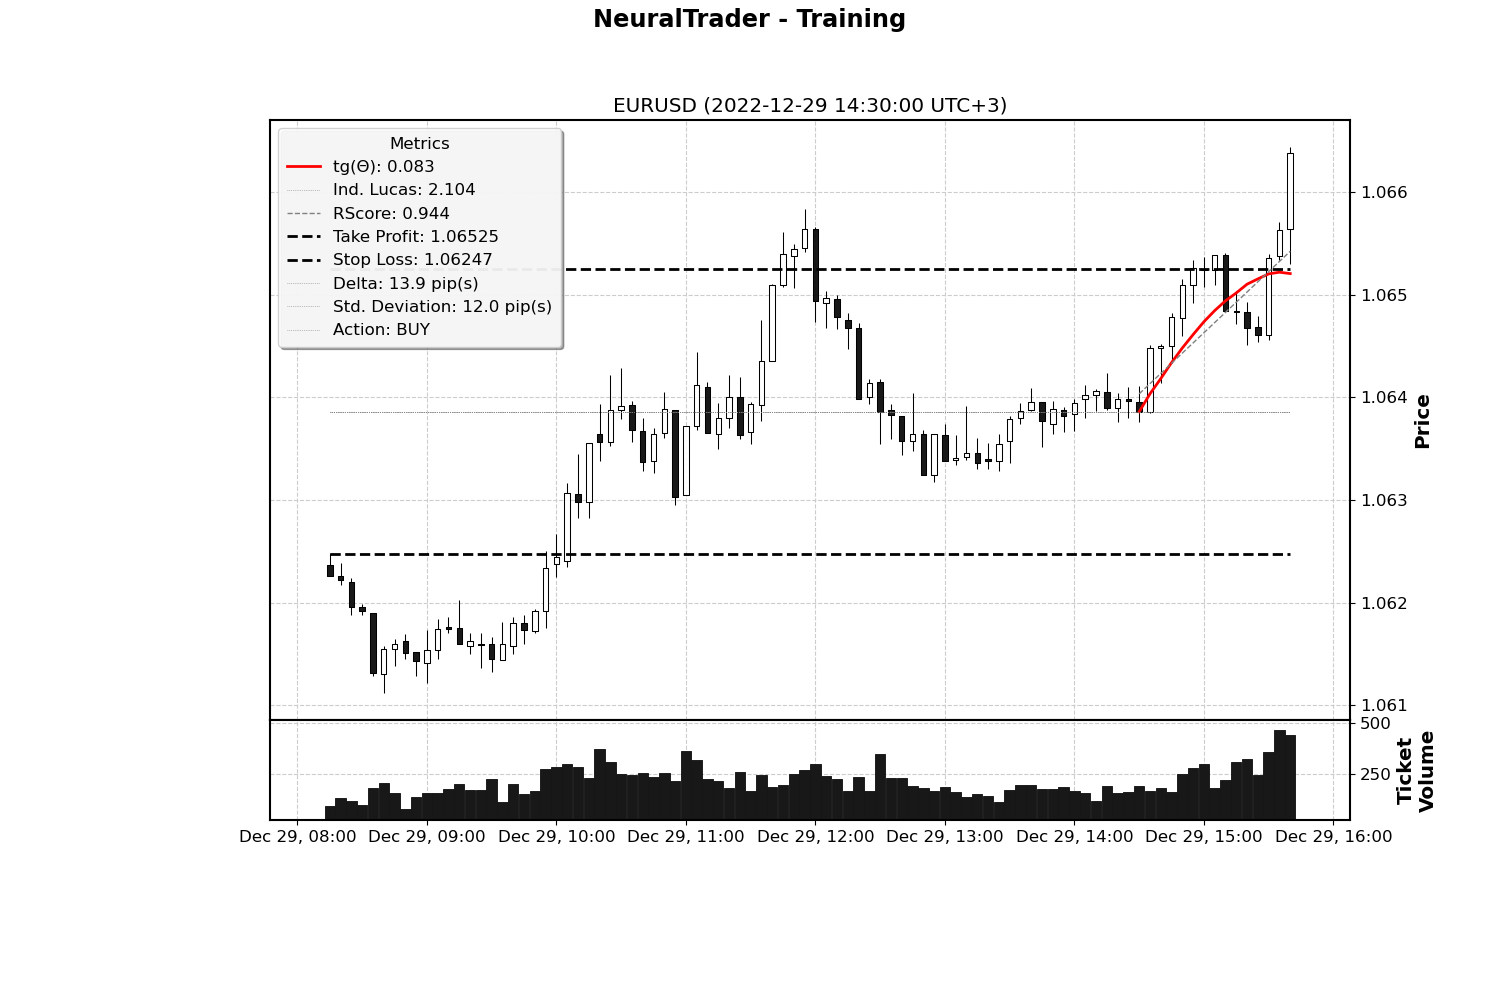 NeuralTrader - Training
EURUSD (2022-12-29 14:30:00 UTC+3)
Metrics
tg(Θ): 0.083
Ind. Lucas: 2.104
RScore: 0.944
Take Profit: 1.06525
Stop Loss: 1.06247
Delta: 13.9 pip(s)
Std. Deviation: 12.0 pip(s)
Action: BUY
1.066
1.065
1.064
1.063
1.062
1.061
Price
500
250
Ticket
Volume
Dec 29, 08:00 Dec 29, 09:00 Dec 29, 10:00 Dec 29, 11:00 Dec 29, 12:00 Dec 29, 13:00 Dec 29, 14:00 Dec 29, 15:00 Dec 29, 16:00